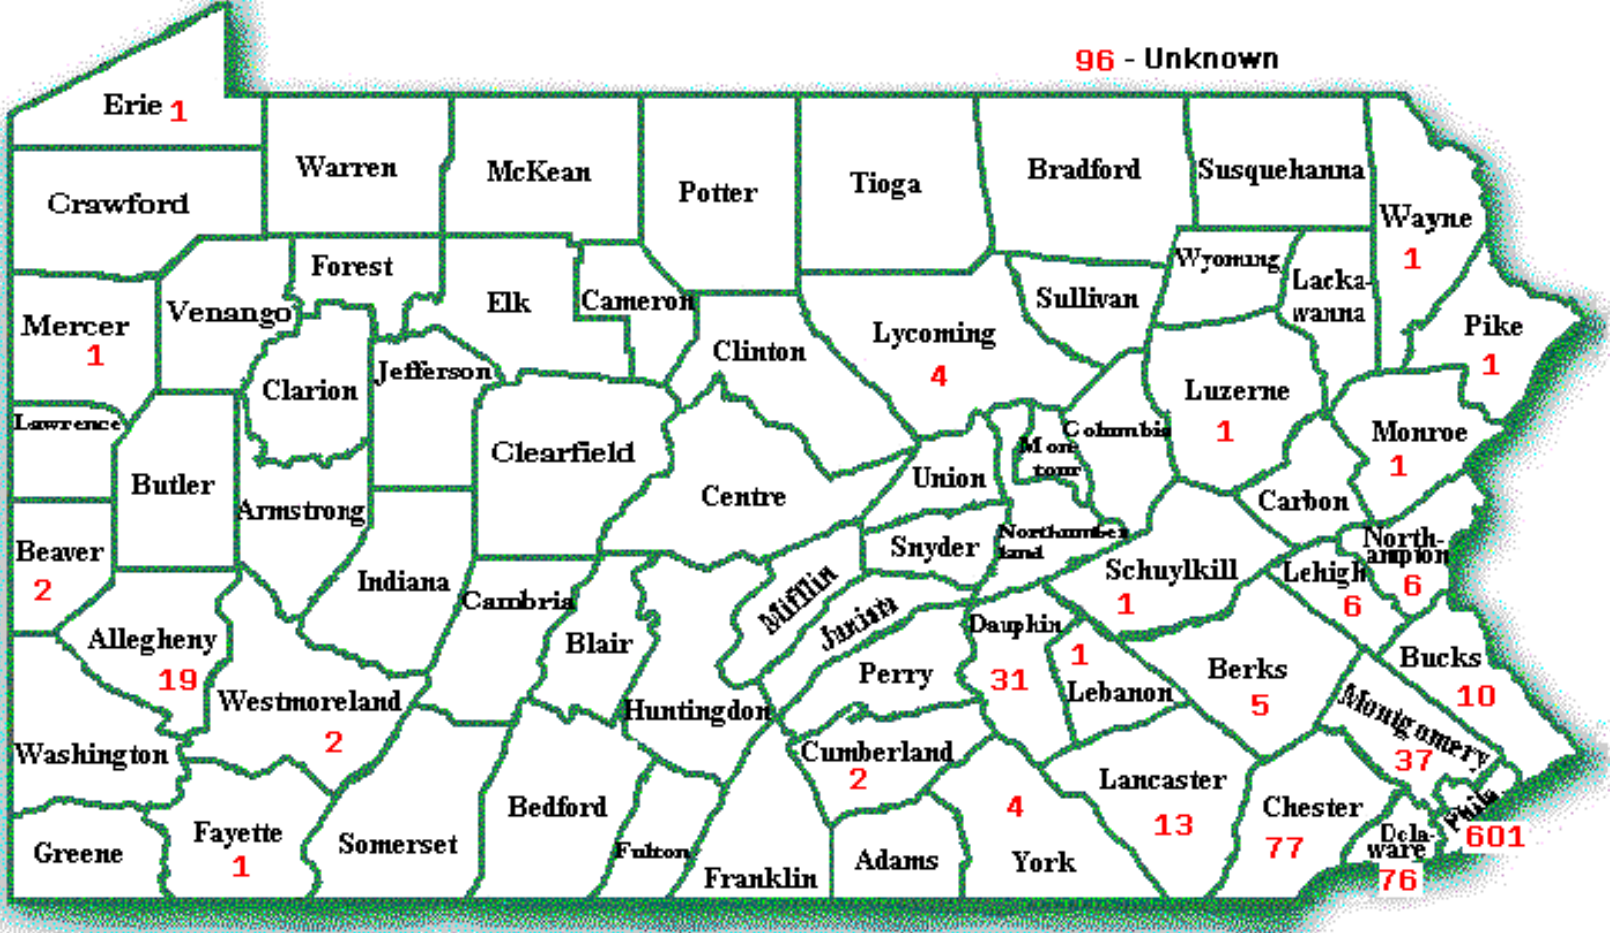 96 - Unknown
Erie 1
Warren
McKean
Potter
Tioga
Bradford
Susquehanna
Crawford
Wayne
1
Forest
Venango
Elk
Cameron
Wyoming
Lacka-
wanna
Sullivan
Mercer
1
Lycoming
4
Pike
1
Clinton
Jefferson
Clarion
Luzerne
1
Lawrence
Columbia
Monroe
1
Mon
tour
Clearfield
Butler
Union
Centre
Carbon
Armstrong
Beaver
2
Snyder
Northumber
land
North-
ampton
6
Indiana
Schuylkill
1
Lehigh
6
Cambria
Mifflin
Juniata
Dauphin
31
Allegheny
19
Blair
1
Lebanon
Berks
5
Bucks
10
Perry
Westmoreland
2
Huntingdon
Montgomery
37
Washington
Cumberland
2
Lancaster
13
Bedford
4
York
Chester
77
Phila
601
Fayette
1
Somerset
Greene
Fulton
Franklin
Adams
Dela-
ware
76